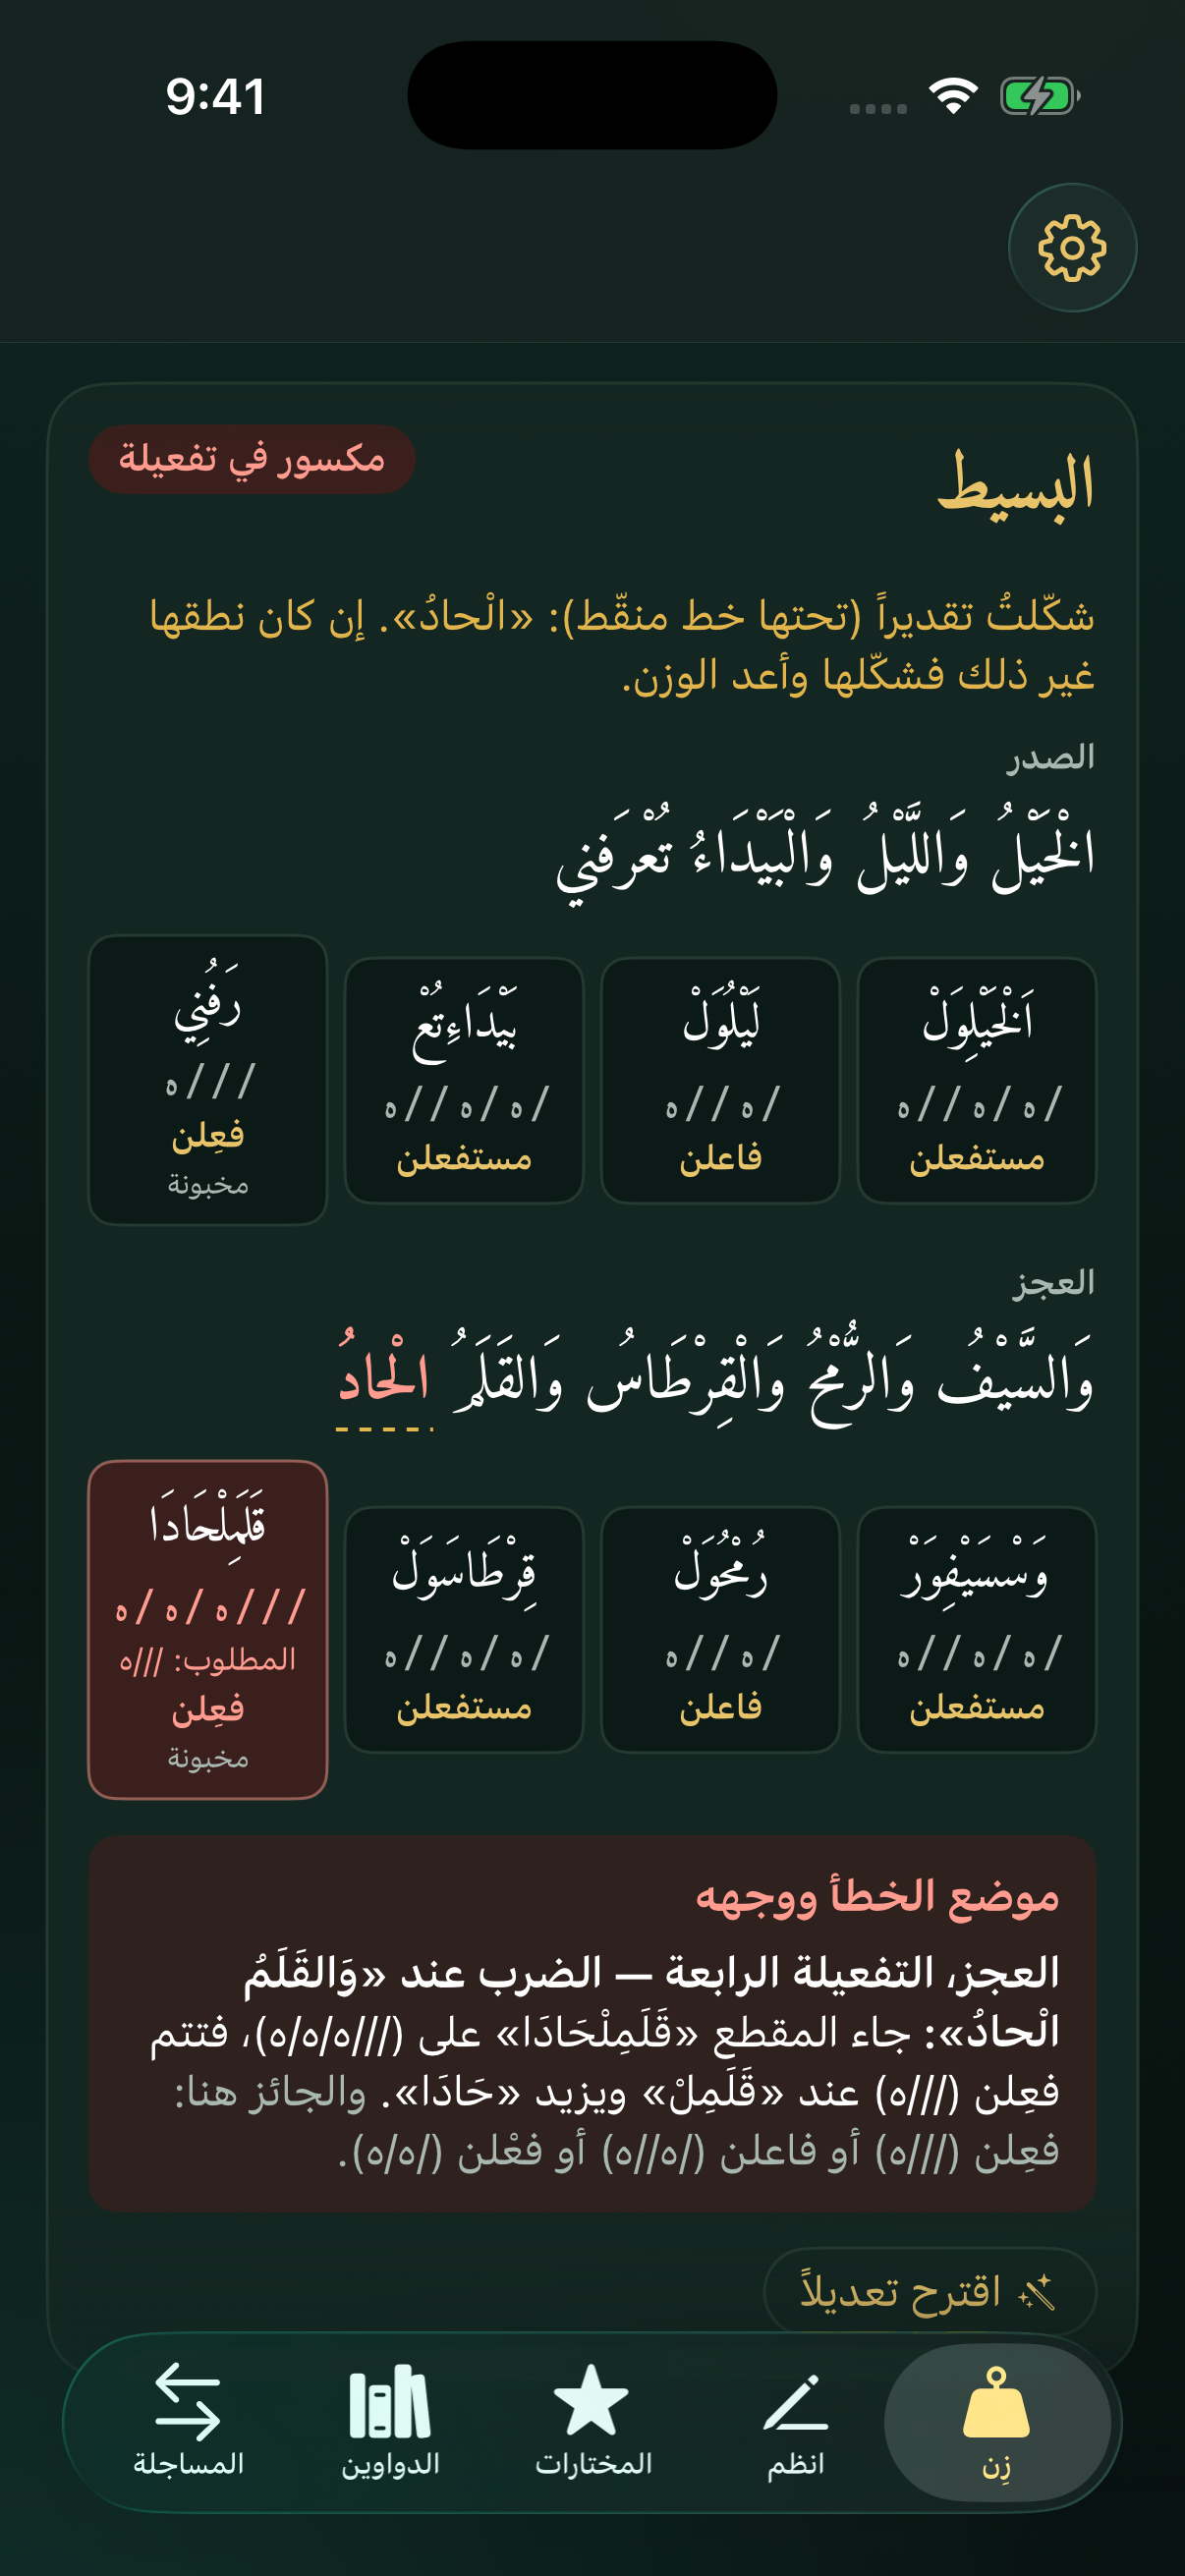 9:41
البسيط
مكسور في تفعيلة
شكّلتُ تقديراً (تحتها خط منقّط): «الْحادُ». إن كان نطقها
غير ذلك فشكّلها وأعد الوزن.
الصدر
الْخَيْلُ وَاللَّيْلُ وَالْبَيْدَاءُ تُعْرَفني
اَلْخَيْلِوَلْ
/ه/ه//ه
مستفعلن
لَيْلُوَلْ
/ه//ه
فاعلن
بَيْدَاءِتُعْ
/ه/ه//ه
مستفعلن
رَفُنِي
///ه
فعِلن
مخبونة
العجز
وَالسَّيْفُ وَالرُّمْحُ وَالْقِرْطَاسُ وَالقَلَمُ الْحادُ
وَسْسَيْفِوَرْ
/ه/ه//ه
مستفعلن
رُمْحُوَلْ
/ه//ه
فاعلن
قِرْطَاسَوَلْ
/ه/ه//ه
مستفعلن
قَلَمِلْحَادَا
///ه/ه/ه
المطلوب: ///ه
فعِلن
مخبونة
موضع الخطأ ووجهه
العجز، التفعيلة الرابعة — الضرب عند «وَالقَلَمُ
الْحادُ»: جاء المقطع «قَلَمِلْحَادَا» على (///ه/ه/ه)، فتتم
فعِلن (///ه) عند «قَلَمِلْ» ويزيد «حَادَا». والجائز هنا:
فعِلن (///ه) أو فاعلن (/ه//ه) أو فعْلن (/ه/ه).
اقترح تعديلاً
زِن
انظم
المختارات
الدواوين
المساجلة